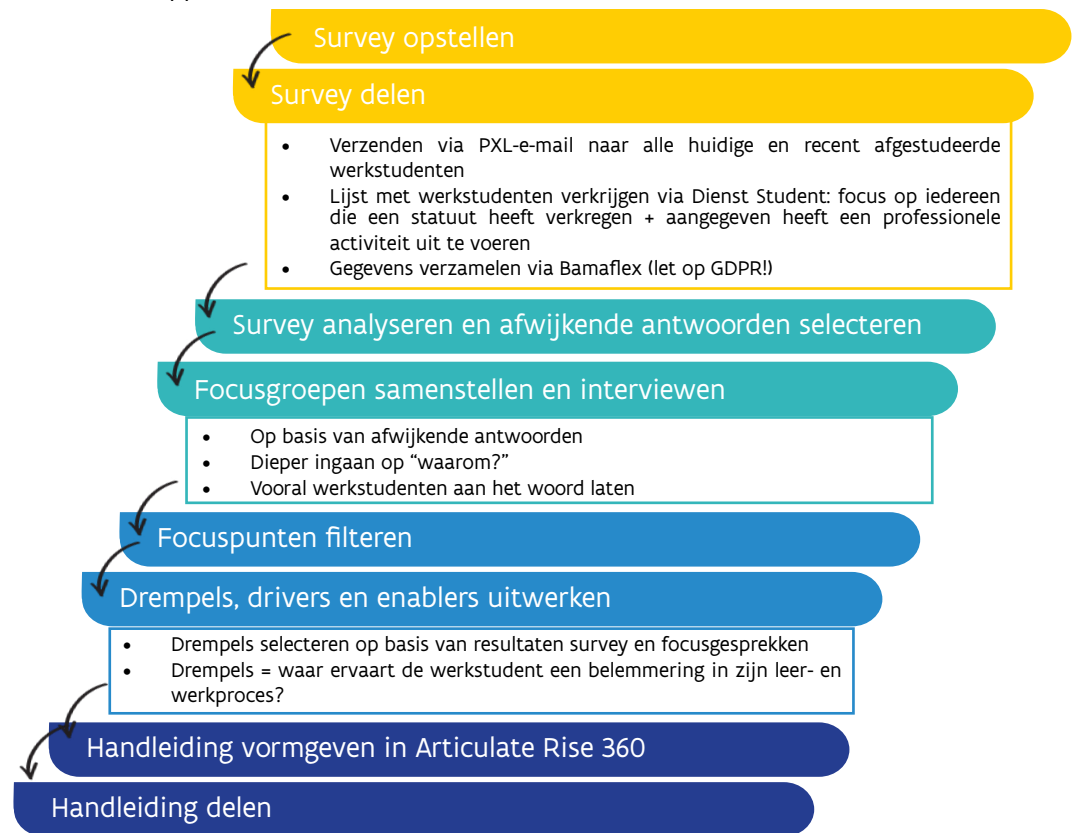 Survey opstellen
Survey delen
• Verzenden via PXL-e-mail naar alle huidige en recent afgestudeerde
werkstudenten
• Lijst met werkstudenten verkrijgen via Dienst Student: focus op iedereen
die een statuut heeft verkregen + aangegeven heeft een professionele
activiteit uit te voeren
• Gegevens verzamelen via Bamaflex (let op GDPR!)
Survey analyseren en afwijkende antwoorden selecteren
Focusgroepen samenstellen en interviewen
• Op basis van afwijkende antwoorden
• Dieper ingaan op “waarom?”
• Vooral werkstudenten aan het woord laten
Focuspunten filteren
Drempels, drivers en enablers uitwerken
• Drempels selecteren op basis van resultaten survey en focusgesprekken
• Drempels = waar ervaart de werkstudent een belemmering in zijn leer- en
werkproces?
Handleiding vormgeven in Articulate Rise 360
Handleiding delen